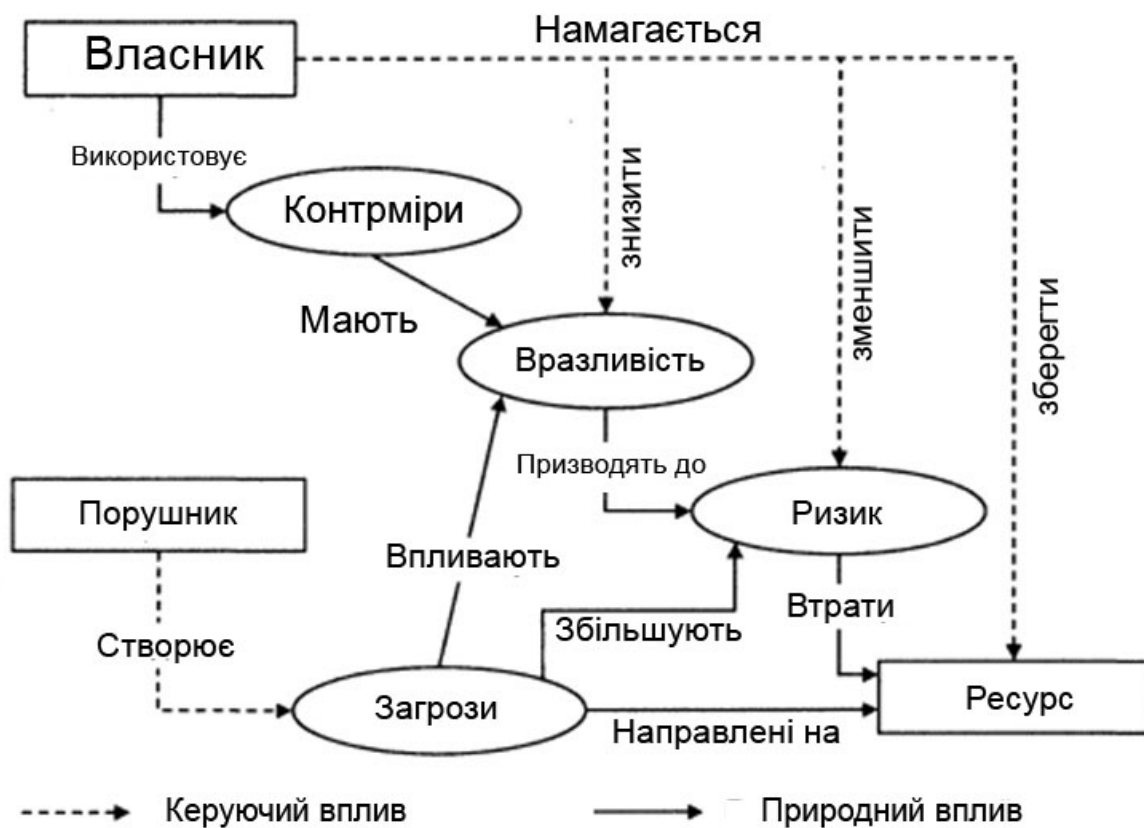 Намагається
Власник
Використовує
Контрміри
знизити
зменшити
зберегти
Мають
Вразливість
Призводять до
Порушник
Ризик
Впливають
Втрати
Збільшують
Створює
Загрози
Ресурс
Направлені на
Керуючий вплив
Природний вплив